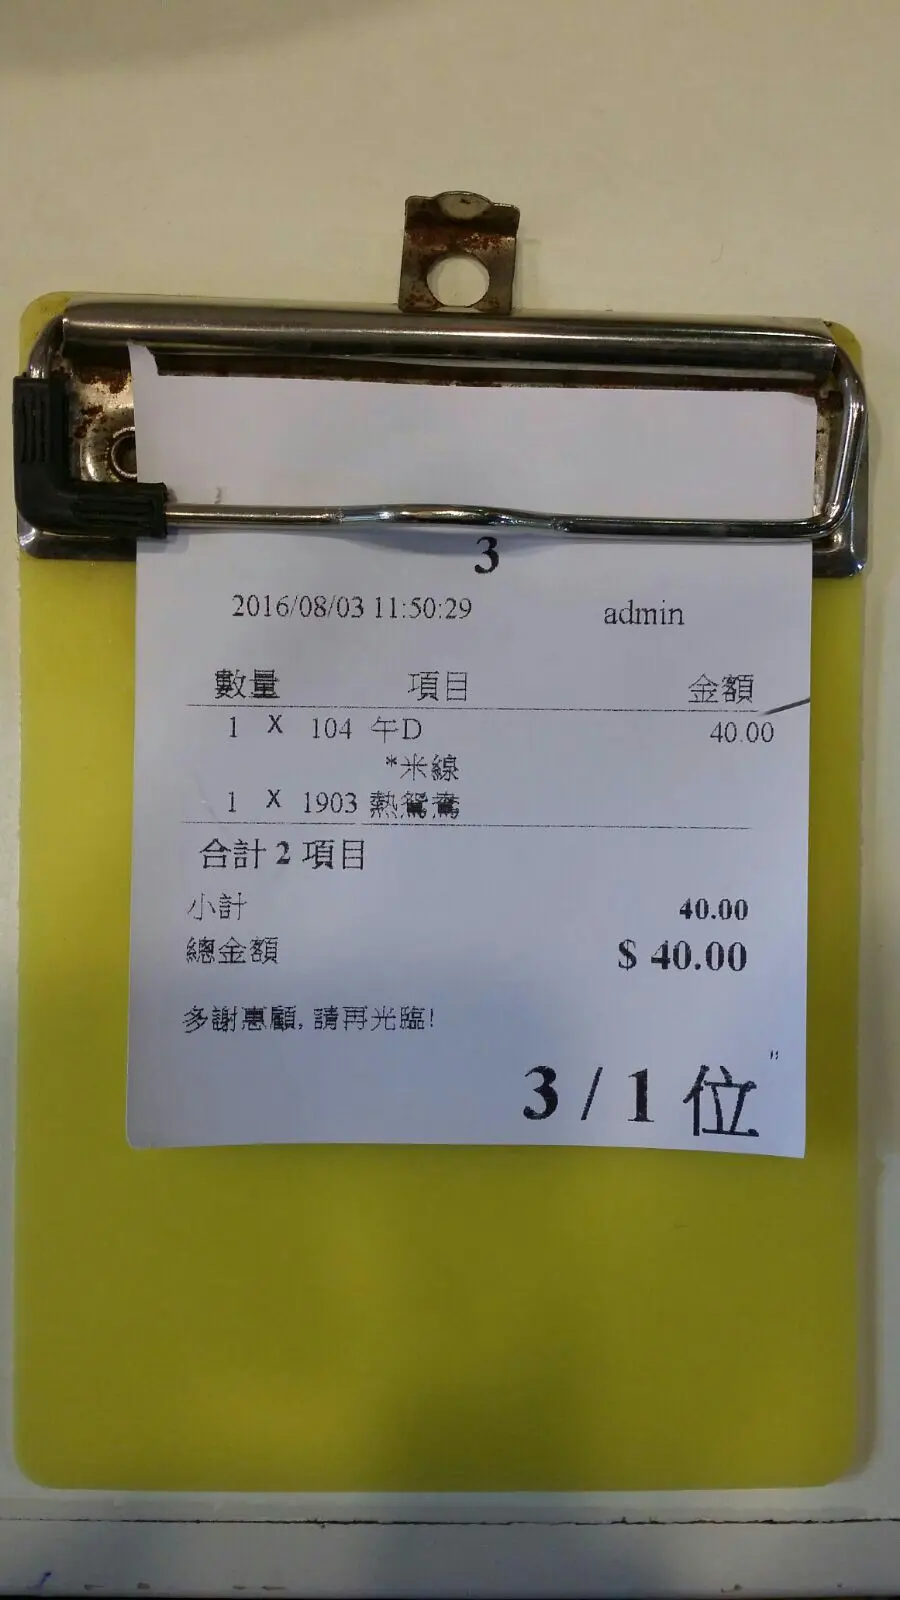 3
2016/08/03 11:50:29 admin
數量 項目 金額
1 X 104 午D 40.00
*米線
1 X 1903 熱鴛鴦
合計 2 項目
小計 40.00
總金額 $ 40.00
多謝惠顧, 請再光臨!
3 / 1 位